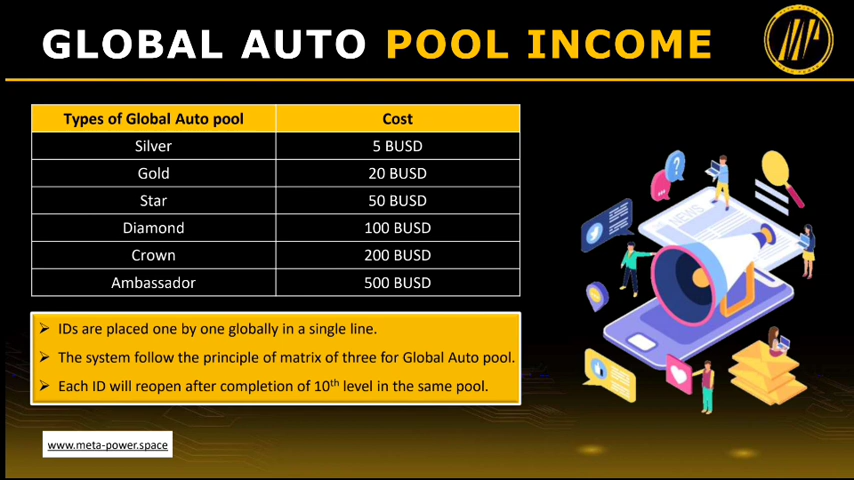 GLOBAL AUTO POOL INCOME
Types of Global Auto pool Cost
Silver 5 BUSD
Gold 20 BUSD
Star 50 BUSD
Diamond 100 BUSD
Crown 200 BUSD
Ambassador 500 BUSD
➢ IDs are placed one by one globally in a single line.
➢ The system follow the principle of matrix of three for Global Auto pool.
➢ Each ID will reopen after completion of 10th level in the same pool.
www.meta-power.space
NEWS